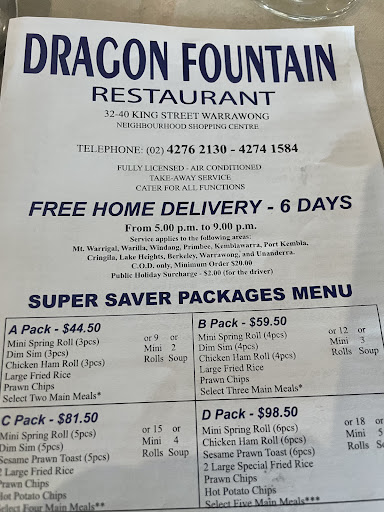 DRAGON FOUNTAIN
RESTAURANT
32-40 KING STREET WARRAWONG
NEIGHBOURHOOD SHOPPING CENTRE
TELEPHONE: (02) 4276 2130 - 4274 1584
FULLY LICENSED - AIR CONDITIONED
TAKE-AWAY SERVICE
CATER FOR ALL FUNCTIONS
FREE HOME DELIVERY - 6 DAYS
From 5.00 p.m. to 9.00 p.m.
Service applies to the following areas:
Mt. Warrigal, Warilla, Windang, Primbee, Kemblawarra, Port Kembla,
Cringila, Lake Heights, Berkeley, Warrawong, and Unanderra.
C.O.D. only, Minimum Order $20.00
Public Holiday Surcharge - $2.00 (for the driver)
SUPER SAVER PACKAGES MENU
A Pack - $44.50
Mini Spring Roll (3pcs) or 9 or
Dim Sim (3pcs) Mini 2
Chicken Ham Roll (3pcs) Rolls Soup
Large Fried Rice
Prawn Chips
Select Two Main Meals*
B Pack - $59.50
Mini Spring Roll (4pcs) or 12 or
Dim Sim (4pcs) Mini 3
Chicken Ham Roll (4pcs) Rolls Soup
Large Fried Rice
Prawn Chips
Select Three Main Meals*
C Pack - $81.50
Mini Spring Roll (5pcs) or 15 or
Dim Sim (5pcs) Mini 4
Sesame Prawn Toast (5pcs) Rolls Soup
2 Large Fried Rice
Prawn Chips
Hot Potato Chips
Select Four Main Meals**
D Pack - $98.50
Mini Spring Roll (6pcs) or 18 or
Chicken Ham Roll (6pcs) Mini 5
Sesame Prawn Toast (6pcs) Rolls So
2 Large Special Fried Rice
Prawn Chips
Hot Potato Chips
Select Five Main Meals***